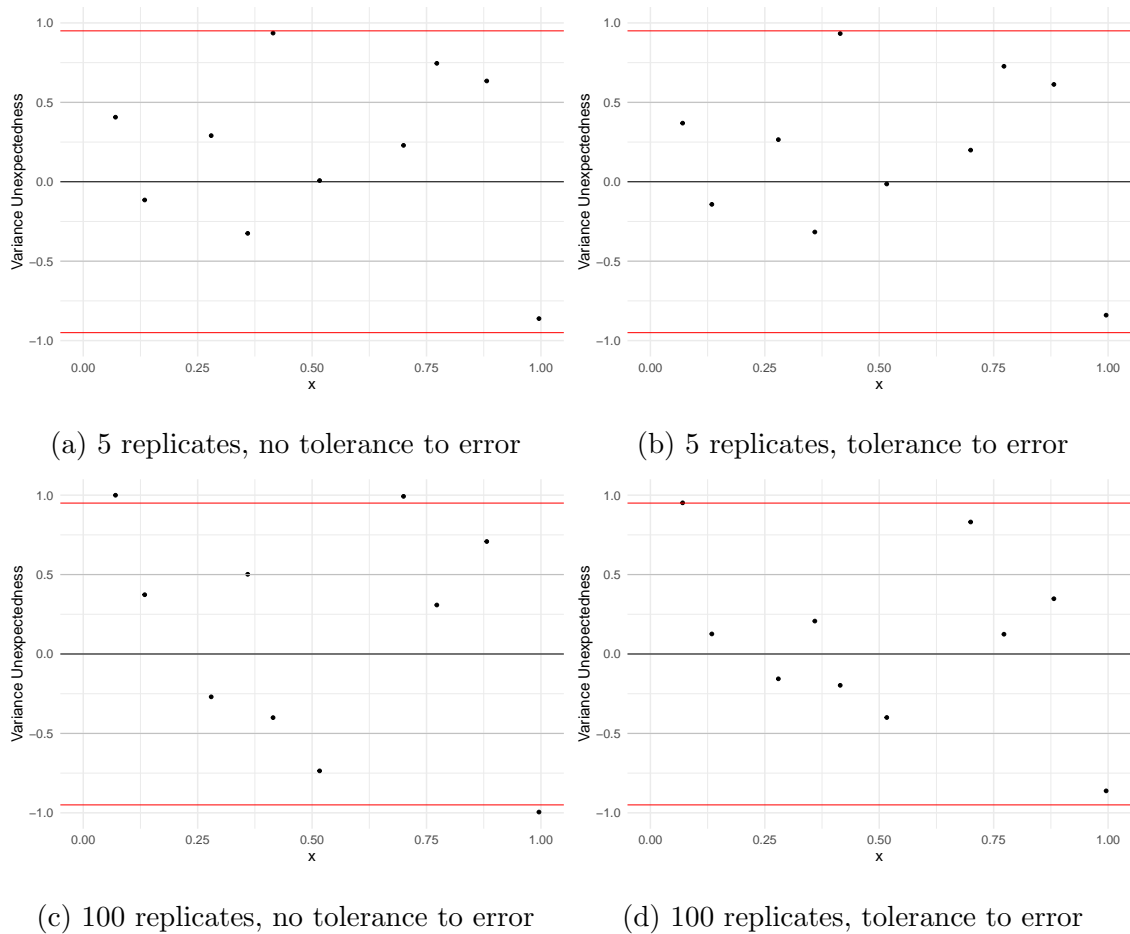 1.0
0.5
0.0
−0.5
−1.0
Variance Unexpectedness
0.00 0.25 0.50 0.75 1.00
x
(a) 5 replicates, no tolerance to error
1.0
0.5
0.0
−0.5
−1.0
Variance Unexpectedness
0.00 0.25 0.50 0.75 1.00
x
(b) 5 replicates, tolerance to error
1.0
0.5
0.0
−0.5
−1.0
Variance Unexpectedness
0.00 0.25 0.50 0.75 1.00
x
(c) 100 replicates, no tolerance to error
1.0
0.5
0.0
−0.5
−1.0
Variance Unexpectedness
0.00 0.25 0.50 0.75 1.00
x
(d) 100 replicates, tolerance to error